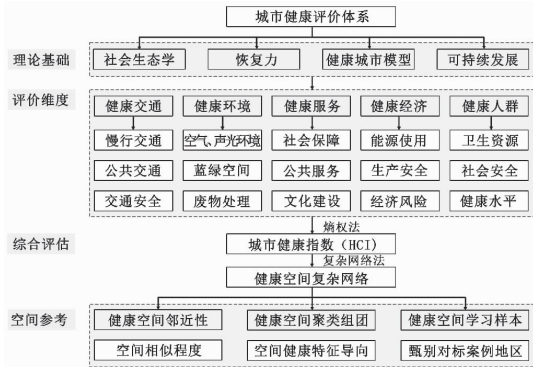 城市健康评价体系
理论基础
社会生态学 恢复力 健康城市模型 可持续发展
评价维度
健康交通 健康环境 健康服务 健康经济 健康人群
慢行交通 空气、声光环境 社会保障 能源使用 卫生资源
公共交通 蓝绿空间 公共服务 生产安全 社会安全
交通安全 废物处理 文化建设 经济风险 健康水平
熵权法
综合评估
城市健康指数（HCI）
复杂网络法
健康空间复杂网络
空间参考
健康空间邻近性 健康空间聚类组团 健康空间学习样本
空间相似程度 空间健康特征导向 甄别对标案例地区